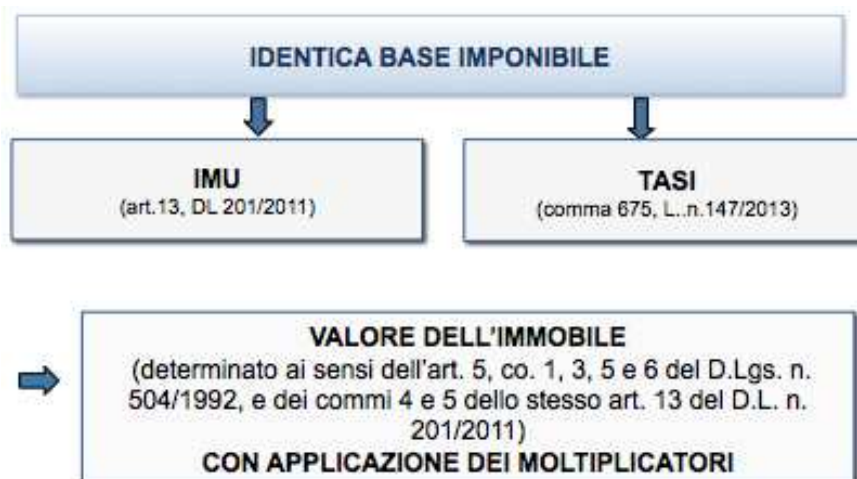 IDENTICA BASE IMPONIBILE
IMU
(art.13, DL 201/2011)
TASI
(comma 675, L..n.147/2013)
VALORE DELL'IMMOBILE
(determinato ai sensi dell'art. 5, co. 1, 3, 5 e 6 del D.Lgs. n.
504/1992, e dei commi 4 e 5 dello stesso art. 13 del D.L. n.
201/2011)
CON APPLICAZIONE DEI MOLTIPLICATORI